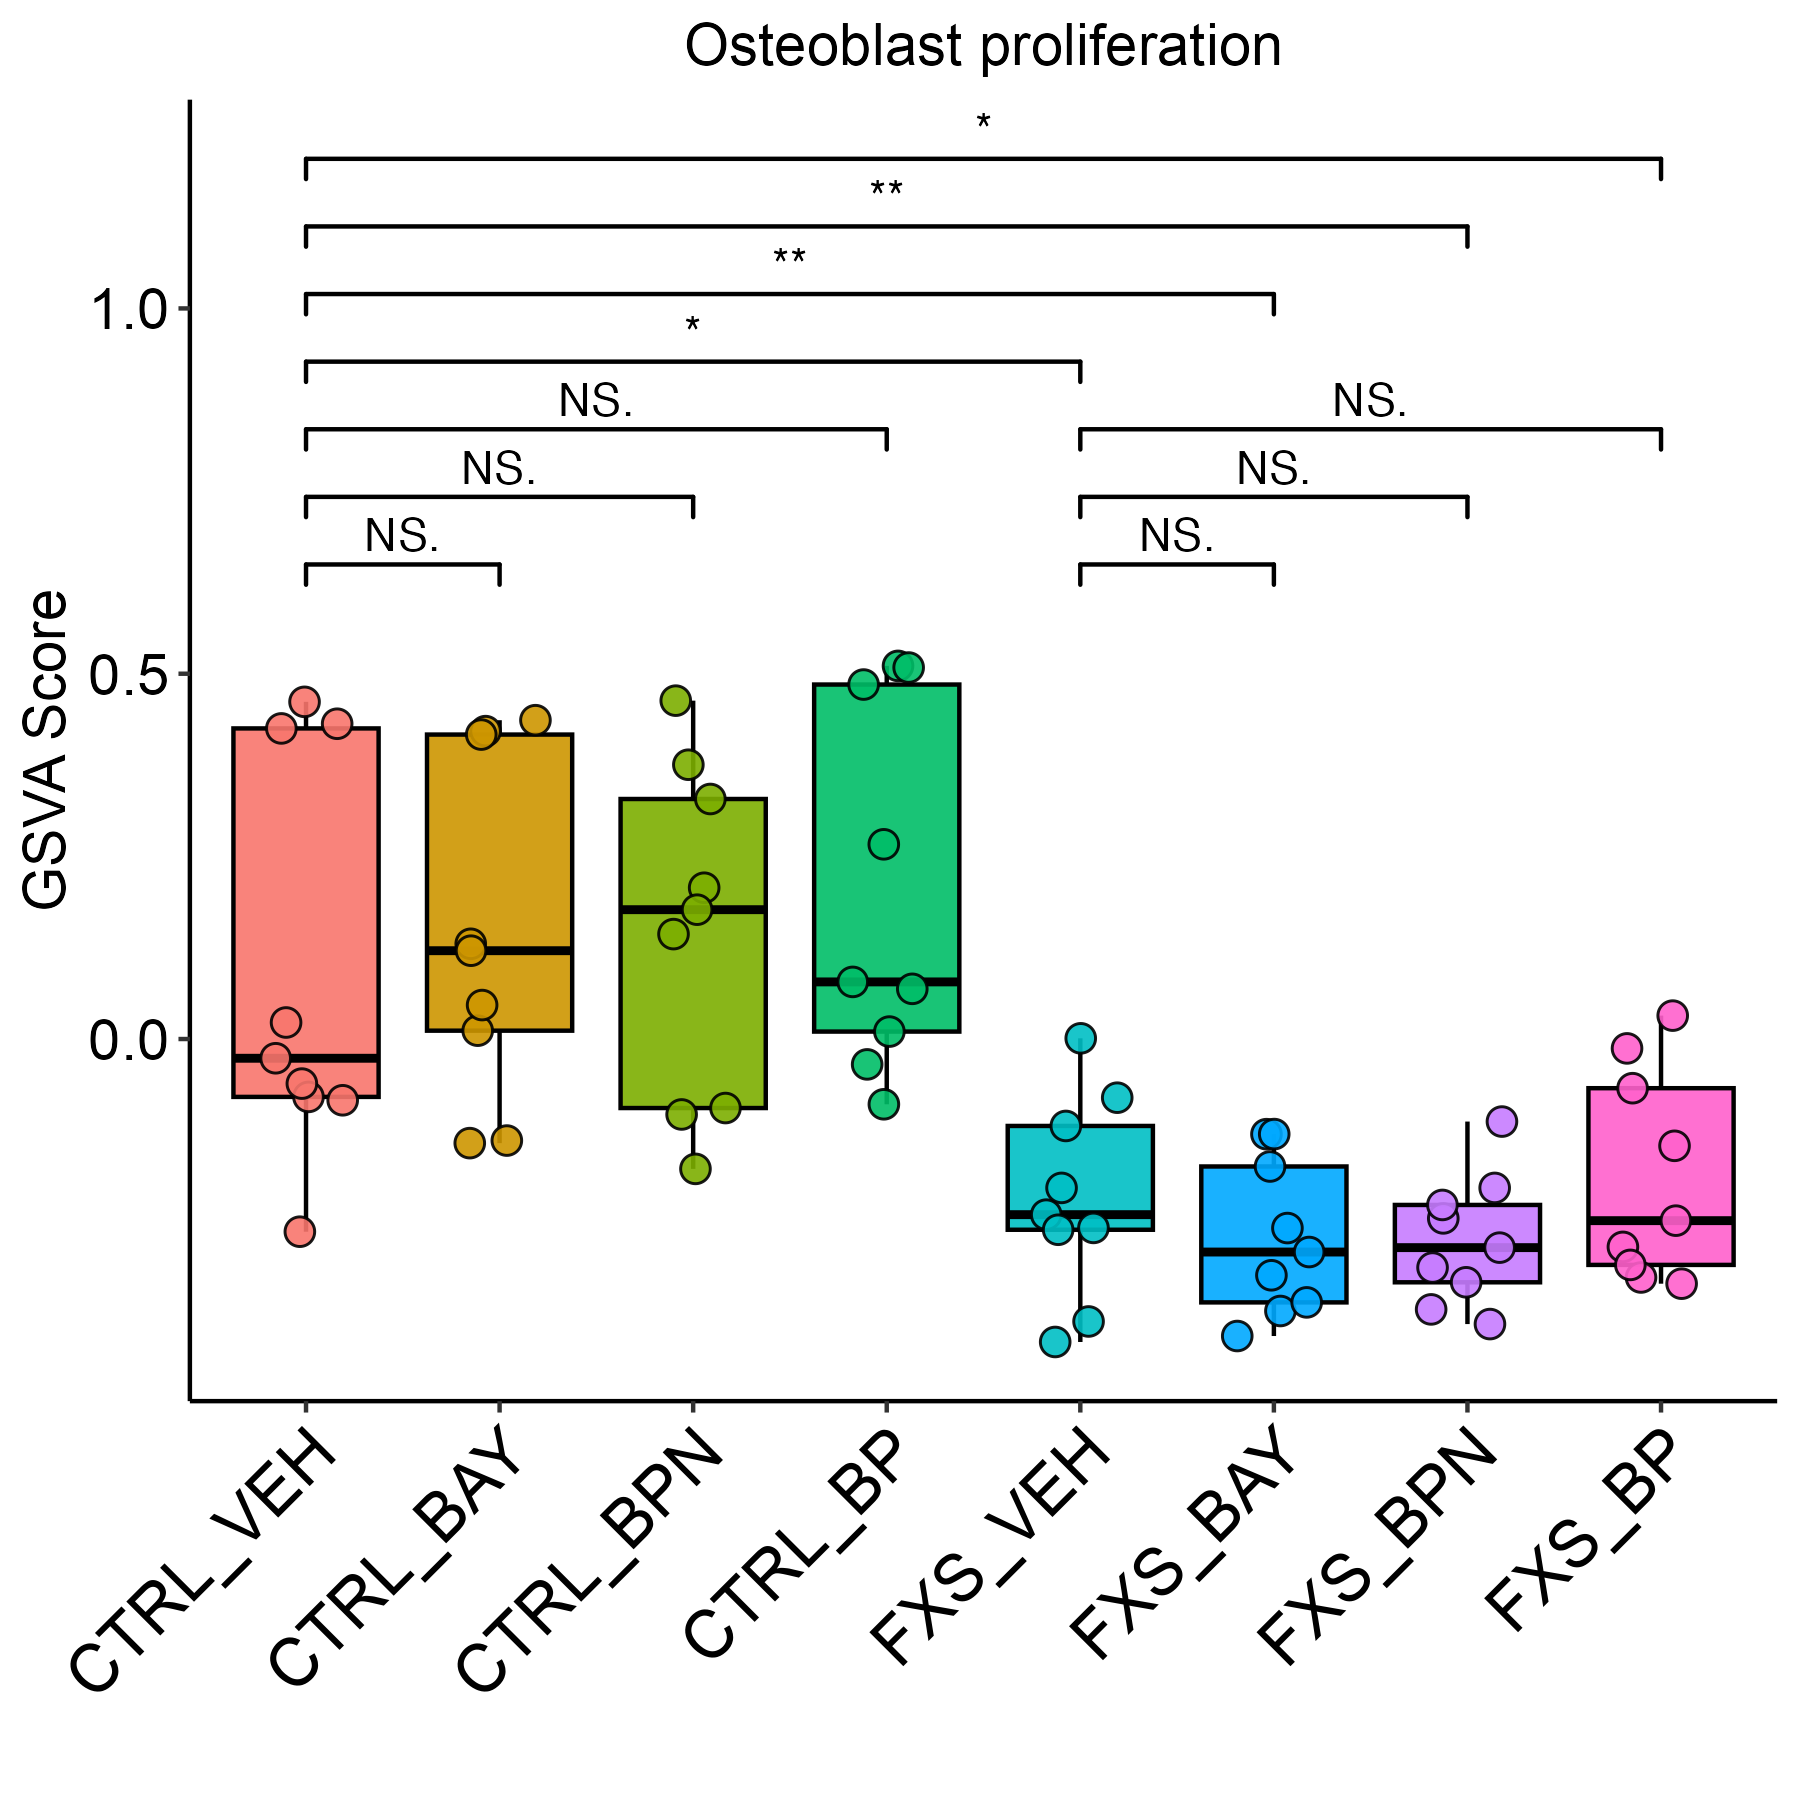 Osteoblast proliferation
*
**
**
*
NS.
NS.
NS.
NS.
NS.
NS.
GSVA Score
1.0
0.5
0.0
CTRL_VEH
CTRL_BAY
CTRL_BPN
CTRL_BP
FXS_VEH
FXS_BAY
FXS_BPN
FXS_BP